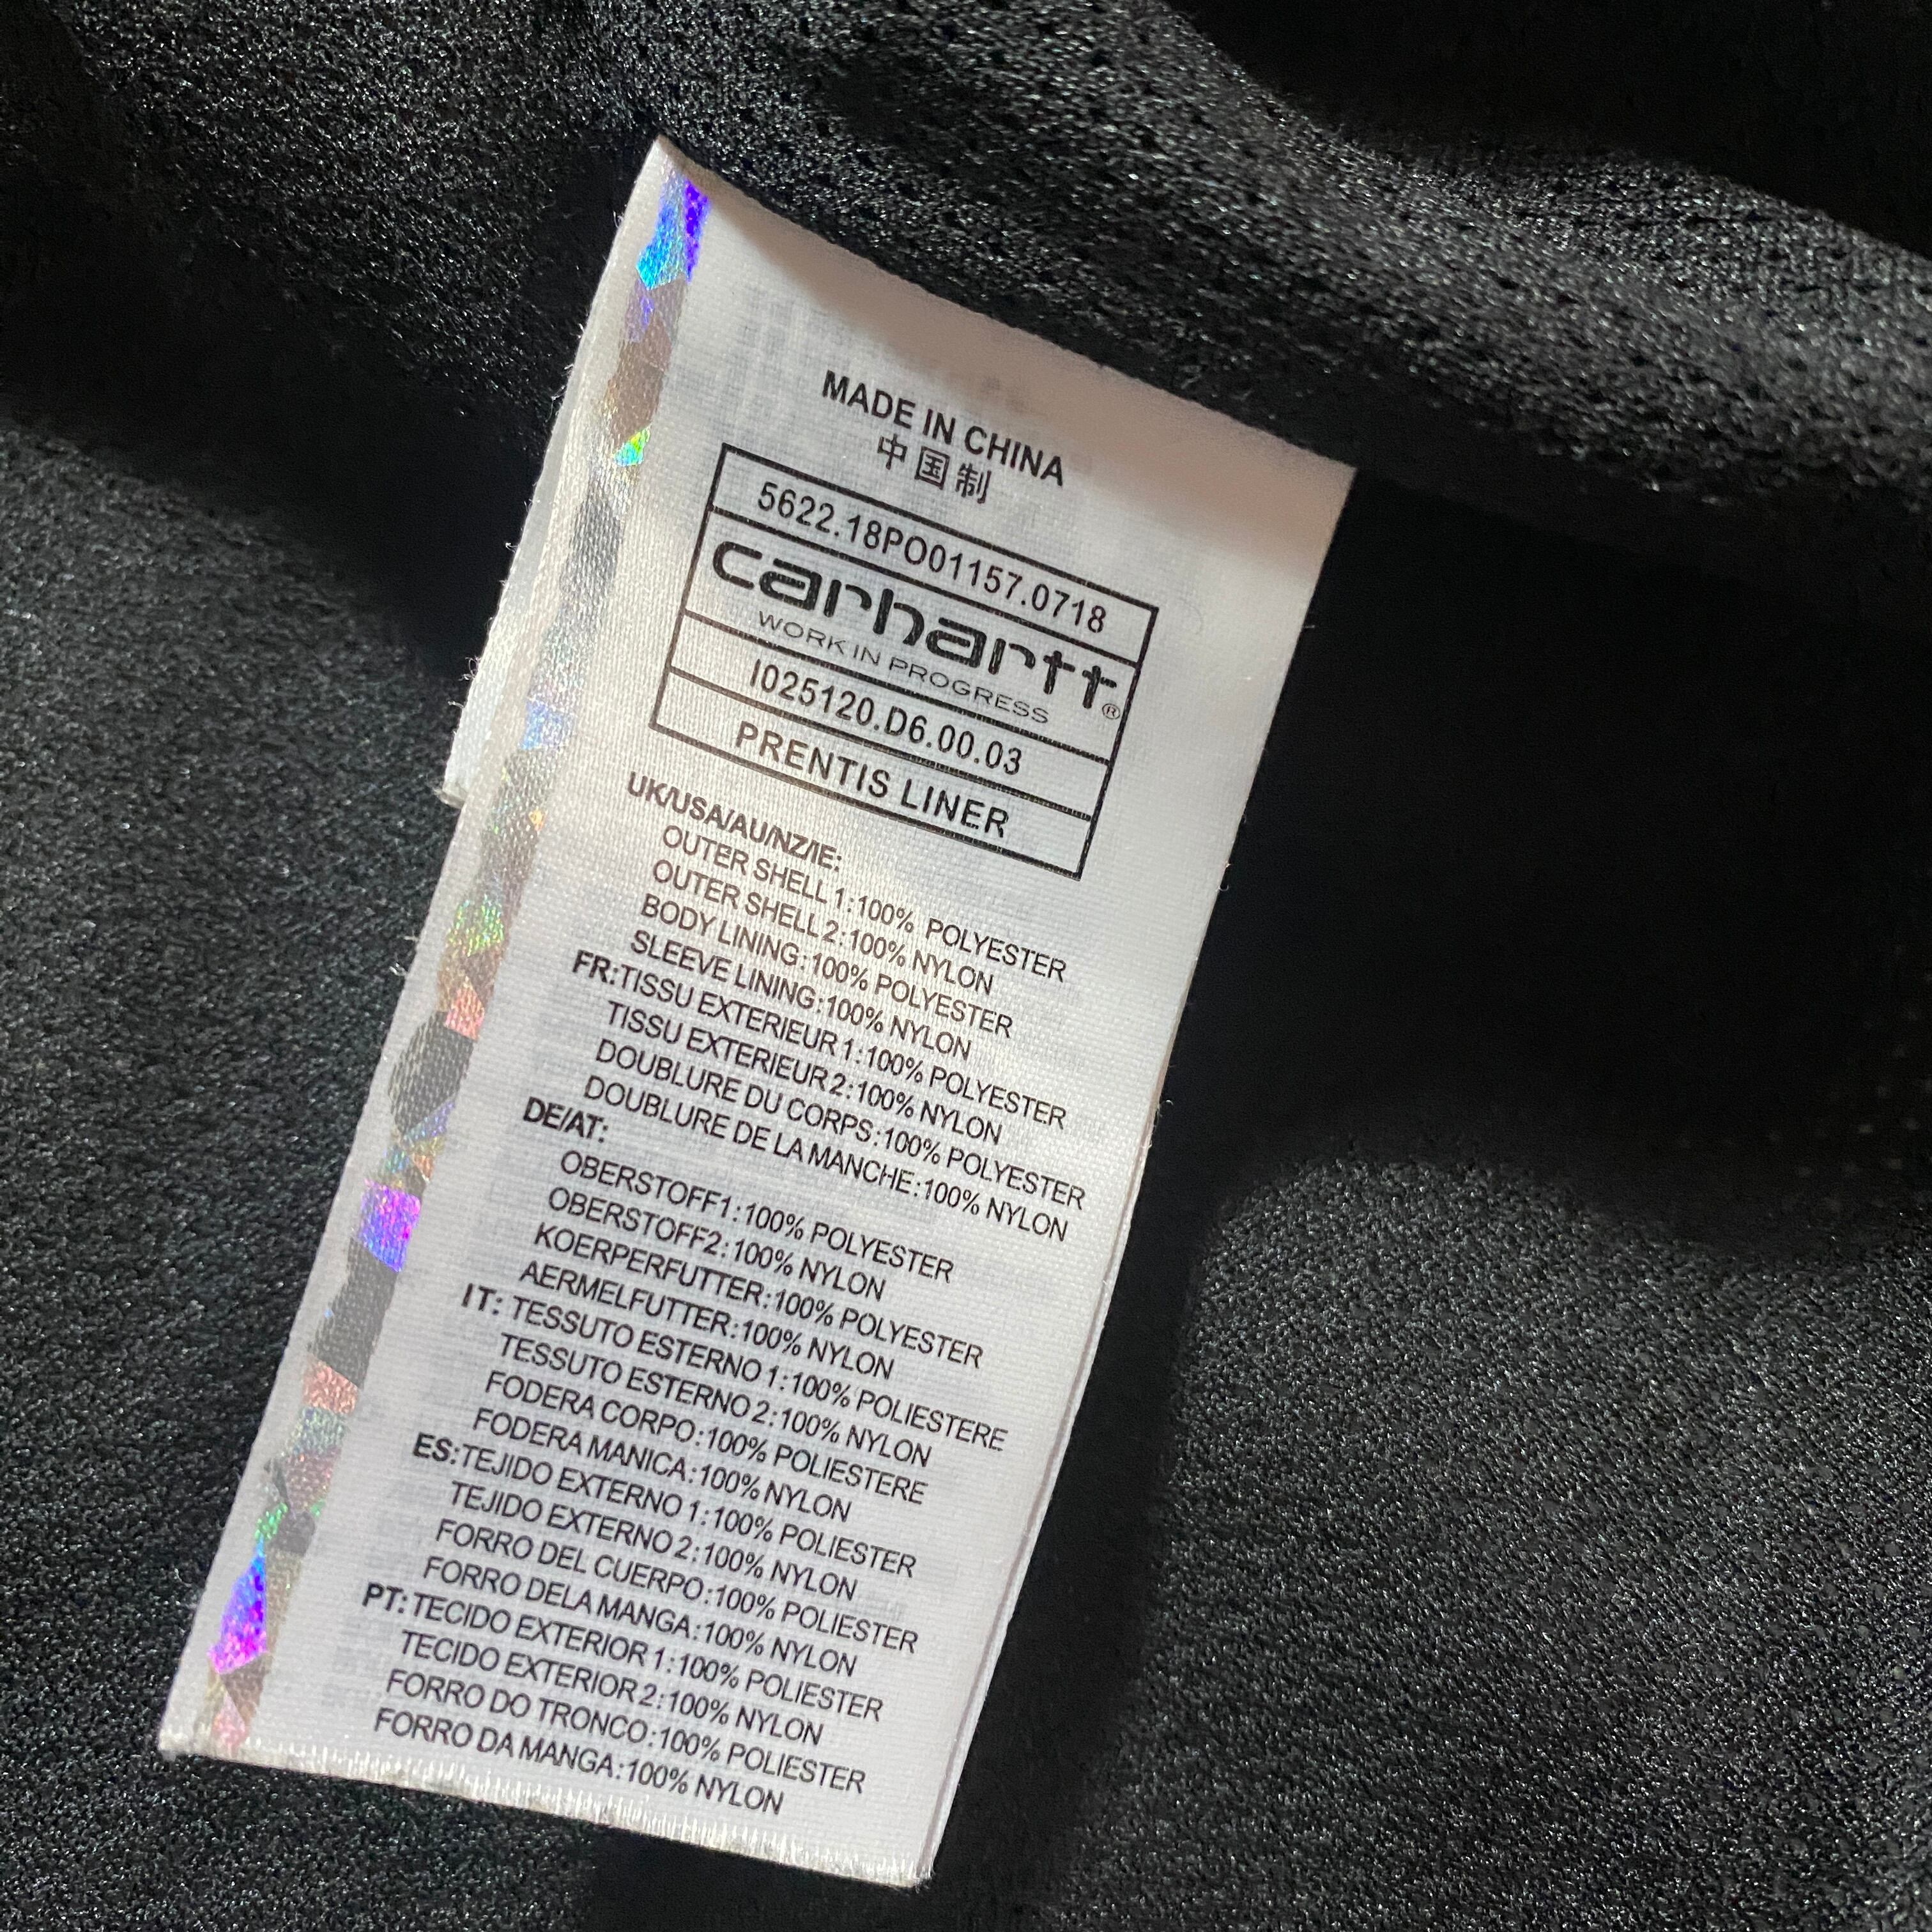 MADE IN CHINA
中国制
5622.18PO01157.0718
carhartt®
WORK IN PROGRESS
I025120.D6.00.03
PRENTIS LINER
UK/USA/AU/NZ/IE:
OUTER SHELL 1:100% POLYESTER
OUTER SHELL 2:100% NYLON
BODY LINING:100% POLYESTER
SLEEVE LINING:100% NYLON
FR:TISSU EXTERIEUR 1:100% POLYESTER
TISSU EXTERIEUR 2:100% NYLON
DOUBLURE DU CORPS:100% POLYESTER
DOUBLURE DE LA MANCHE:100% NYLON
DE/AT:
OBERSTOFF1:100% POLYESTER
OBERSTOFF2:100% NYLON
KOERPERFUTTER:100% POLYESTER
AERMELFUTTER:100% NYLON
IT: TESSUTO ESTERNO 1:100% POLIESTERE
TESSUTO ESTERNO 2:100% NYLON
FODERA CORPO:100% POLIESTERE
FODERA MANICA:100% NYLON
ES:TEJIDO EXTERNO 1:100% POLIESTER
TEJIDO EXTERNO 2:100% NYLON
FORRO DEL CUERPO:100% POLIESTER
FORRO DELA MANGA:100% NYLON
PT:TECIDO EXTERIOR 1:100% POLIESTER
TECIDO EXTERIOR 2:100% NYLON
FORRO DO TRONCO:100% POLIESTER
FORRO DA MANGA:100% NYLON